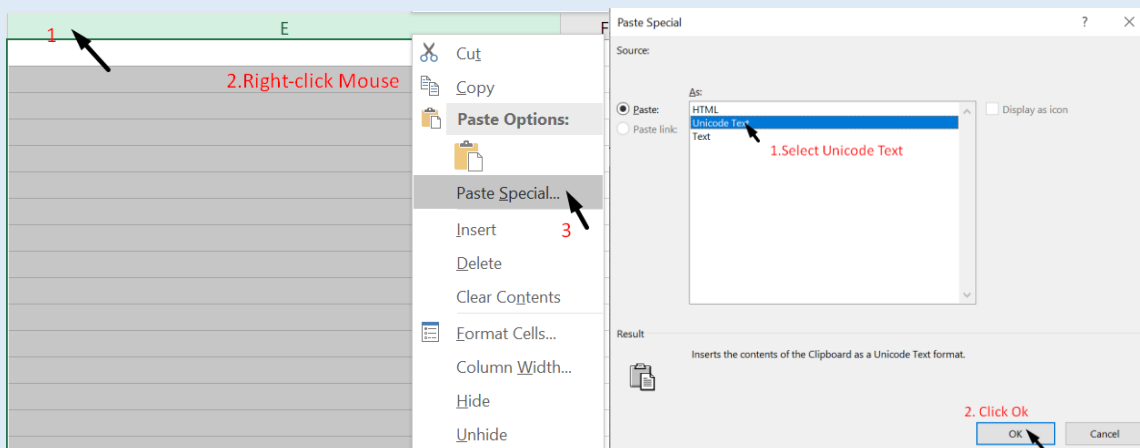 E
F
1
2.Right-click Mouse
Cut
Copy
Paste Options:
Paste Special...
3
Insert
Delete
Clear Contents
Format Cells...
Column Width...
Hide
Unhide
Paste Special
?
Source:
As:
Paste:
Paste link:
HTML
Unicode Text
Text
Display as icon
1.Select Unicode Text
Result
Inserts the contents of the Clipboard as a Unicode Text format.
2. Click Ok
OK
Cancel